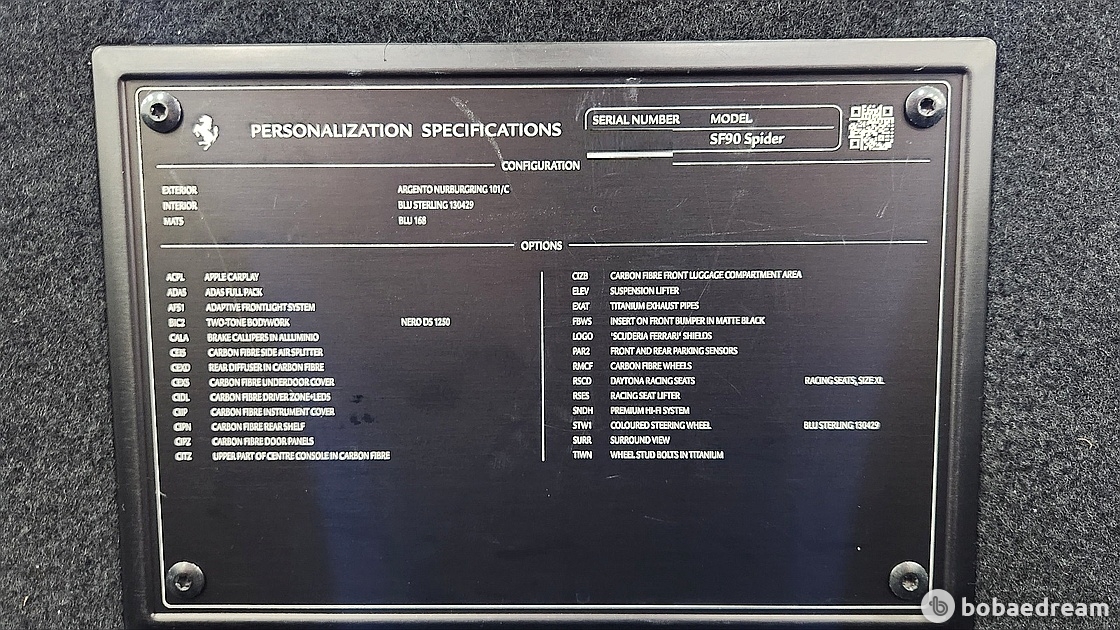 PERSONALIZATION SPECIFICATIONS
SERIAL NUMBER MODEL
SF90 Spider
CONFIGURATION
EXTERIOR ARGENTO NURBURGRING 101/C
INTERIOR BLU STERLING 130429
MATS BLU 168
OPTIONS
ACPL APPLE CARPLAY
ADAS ADAS FULL PACK
AFS1 ADAPTIVE FRONTLIGHT SYSTEM
BIC2 TWO-TONE BODYWORK NERO DS 1250
CALA BRAKE CALLIPERS IN ALLUMINIO
CEIS CARBON FIBRE SIDE AIR SPLITTER
CEXD REAR DIFFUSER IN CARBON FIBRE
CEXS CARBON FIBRE UNDERDOOR COVER
CIDL CARBON FIBRE DRIVER ZONE+LEDS
CIIP CARBON FIBRE INSTRUMENT COVER
CIPN CARBON FIBRE REAR SHELF
CIPZ CARBON FIBRE DOOR PANELS
CITZ UPPER PART OF CENTRE CONSOLE IN CARBON FIBRE
CIZB CARBON FIBRE FRONT LUGGAGE COMPARTMENT AREA
ELEV SUSPENSION LIFTER
EXAT TITANIUM EXHAUST PIPES
FBWS INSERT ON FRONT BUMPER IN MATTE BLACK
LOGO 'SCUDERIA FERRARI' SHIELDS
PAR2 FRONT AND REAR PARKING SENSORS
RMCF CARBON FIBRE WHEELS
RSCD DAYTONA RACING SEATS RACING SEATS, SIZE XL
RSES RACING SEAT LIFTER
SNDH PREMIUM HI-FI SYSTEM
STW1 COLOURED STEERING WHEEL BLU STERLING 130429
SURR SURROUND VIEW
TIWN WHEEL STUD BOLTS IN TITANIUM
bobaedream